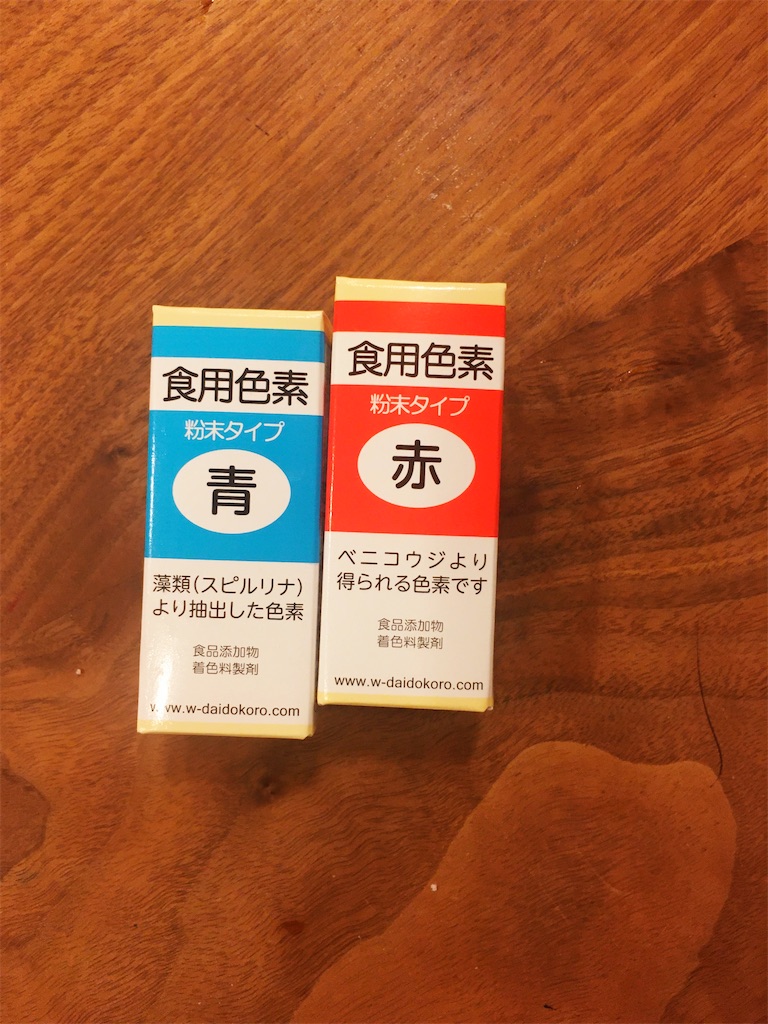 食用色素
粉末タイプ
青
藻類(スピルリナ)
より抽出した色素
食品添加物
着色料製剤
www.w-daidokoro.com
食用色素
粉末タイプ
赤
ベニコウジより
得られる色素です
食品添加物
着色料製剤
www.w-daidokoro.com